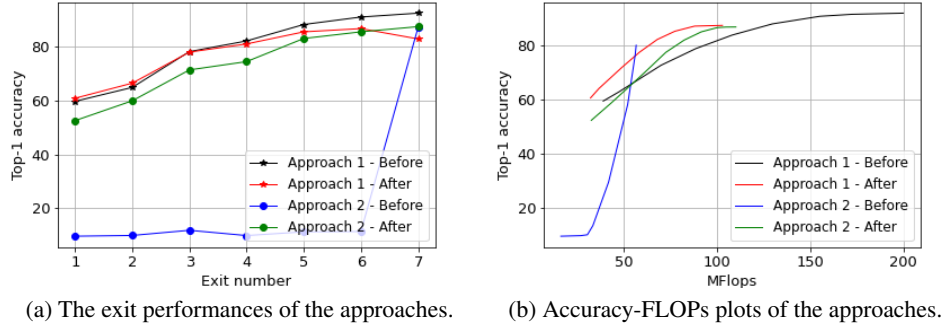 Top-1 accuracy
80
60
40
20
Approach 1 - Before
Approach 1 - After
Approach 2 - Before
Approach 2 - After
1 2 3 4 5 6 7
Exit number
(a) The exit performances of the approaches.
Top-1 accuracy
80
60
40
20
Approach 1 - Before
Approach 1 - After
Approach 2 - Before
Approach 2 - After
50 100 150 200
MFlops
(b) Accuracy-FLOPs plots of the approaches.